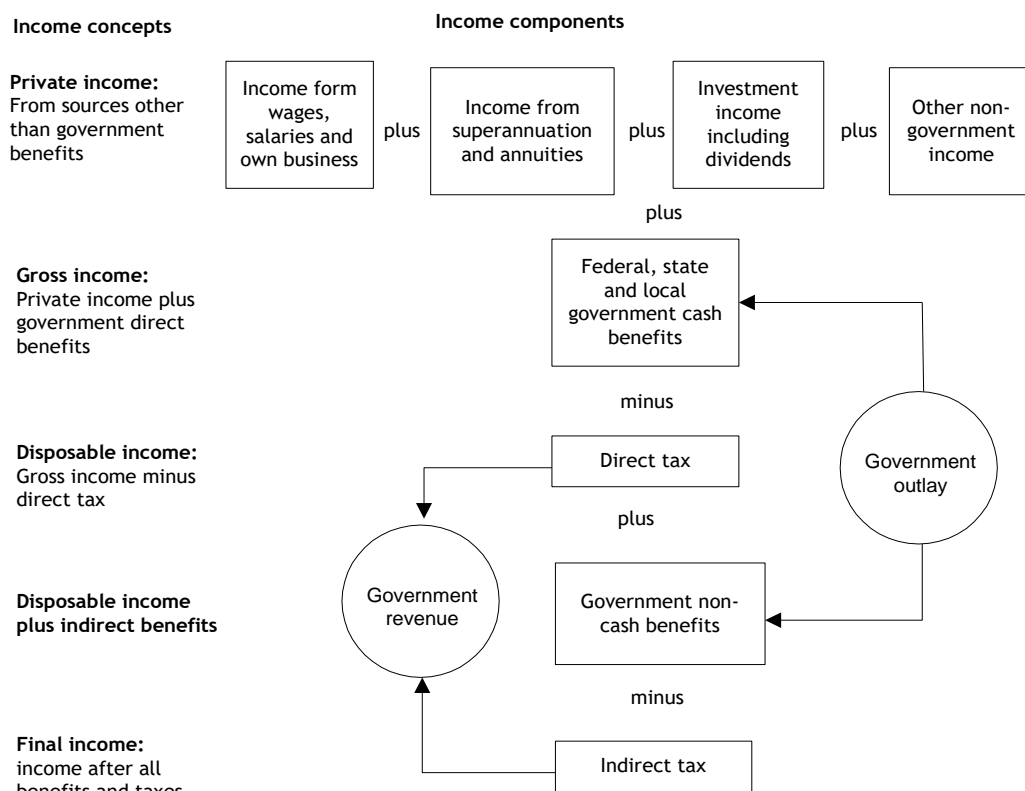 Income concepts
Income components
Private income:
From sources other
than government
benefits
Income form
wages,
salaries and
own business
plus
Income from
superannuation
and annuities
plus
Investment
income
including
dividends
plus
Other non-
government
income
plus
Gross income:
Private income plus
government direct
benefits
Federal, state
and local
government cash
benefits
minus
Disposable income:
Gross income minus
direct tax
Direct tax
Government
outlay
plus
Disposable income
plus indirect benefits
Government
revenue
Government non-
cash benefits
minus
Final income:
income after all
benefits and taxes
Indirect tax